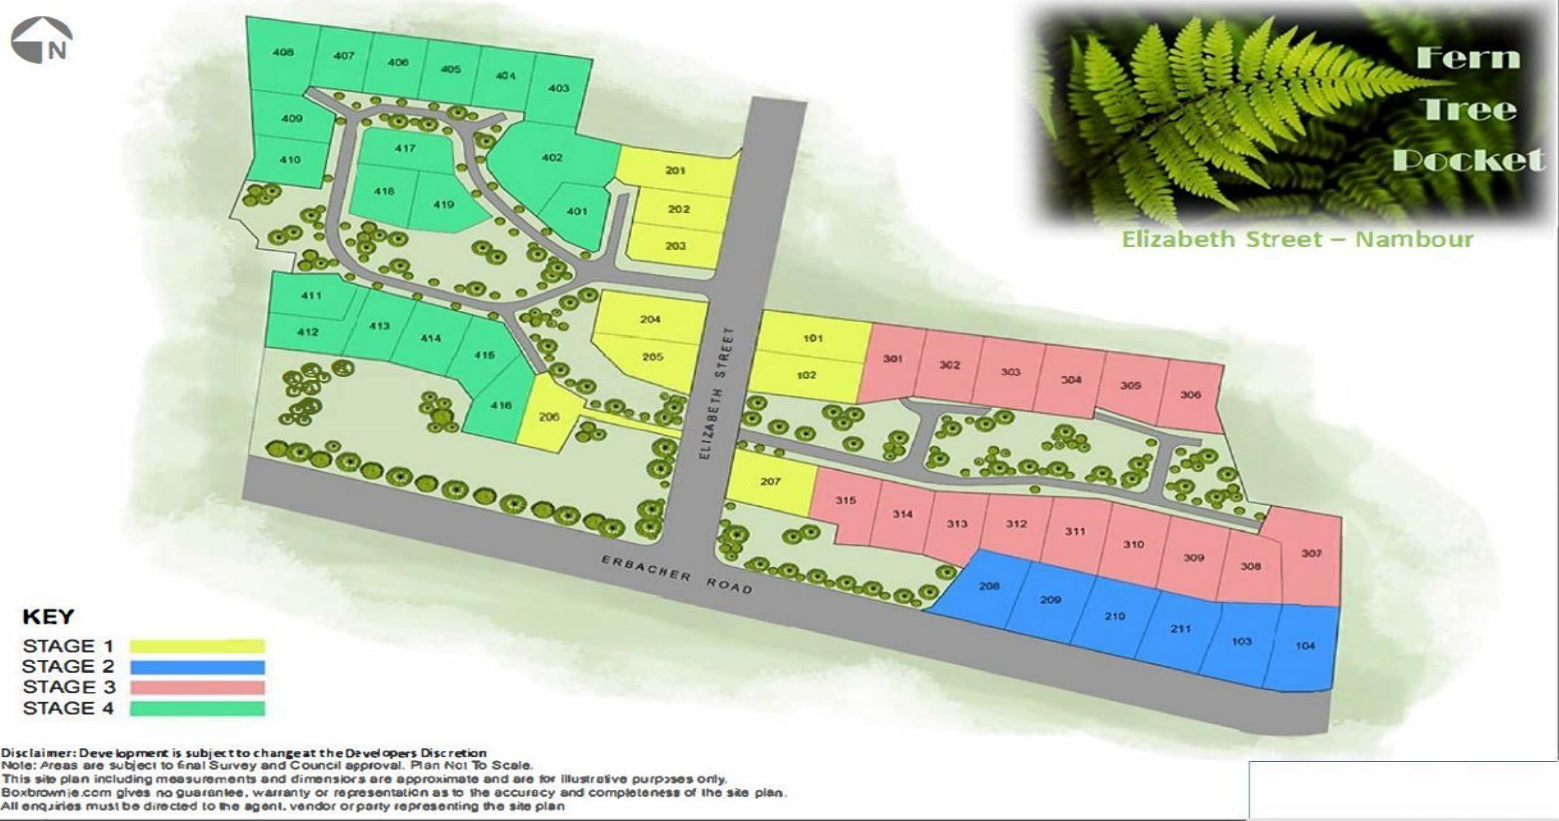 N
Fern
Tree
Pocket
Elizabeth Street – Nambour
408 407 406 405 404 403
409
410
417
402
418
419
401
201
202
203
411
412
413
414
415
416
204
205
206
ELIZABETH STREET
101
102
301
302
303
304
305
306
207
315
314
313
312
311
310
309
308
307
208
209
210
211
103
104
ERBACHER ROAD
KEY
STAGE 1
STAGE 2
STAGE 3
STAGE 4
Disclaimer: Development is subject to change at the Developers Discretion
Note: Areas are subject to final Survey and Council approval. Plan Not To Scale.
This site plan including measurements and dimensions are approximate and are for illustrative purposes only.
Boxbrownie.com gives no guarantee, warranty or representation as to the accuracy and completeness of the site plan.
All enquiries must be directed to the agent, vendor or party representing the site plan